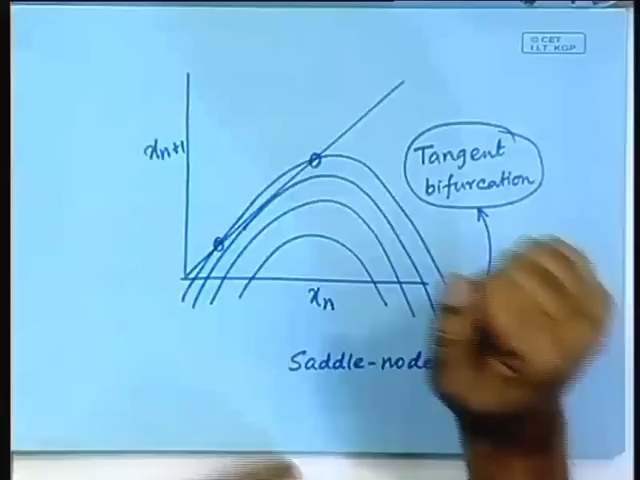 © CET
I.I.T. KGP
xn+1
Tangent
bifurcation
xn
Saddle-node